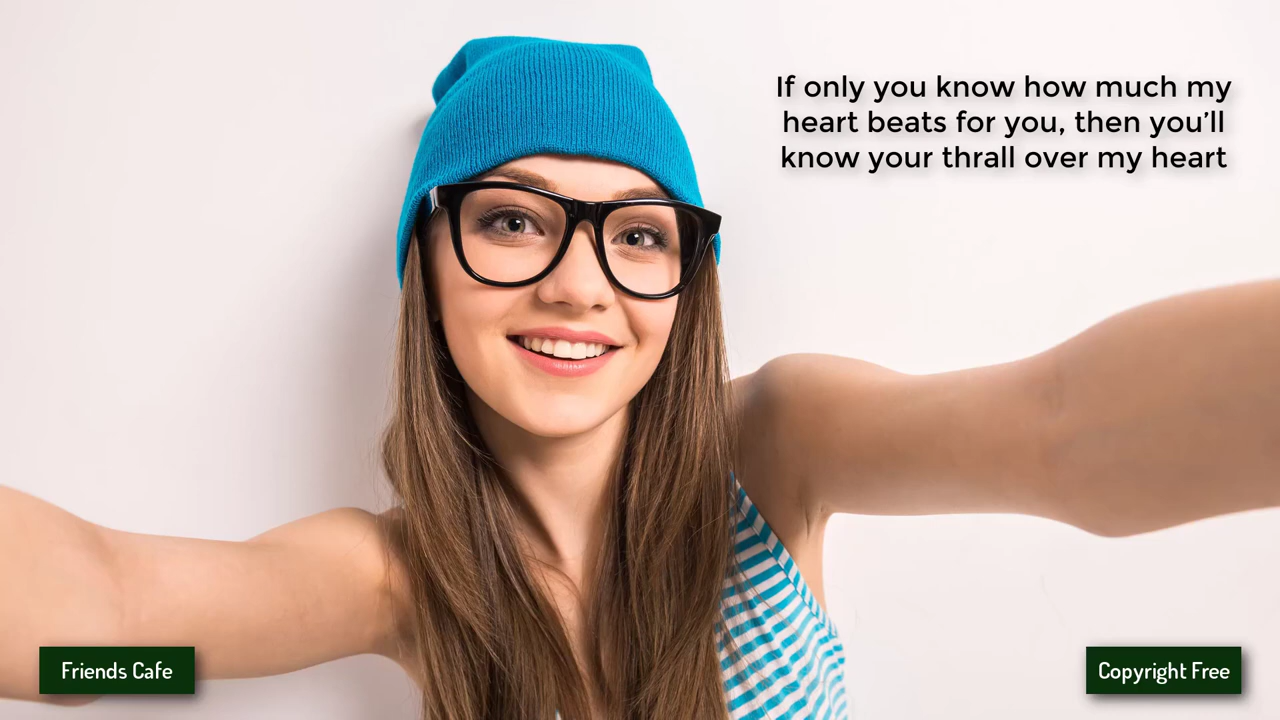 If only you know how much my
heart beats for you, then you’ll
know your thrall over my heart
Friends Cafe
Copyright Free